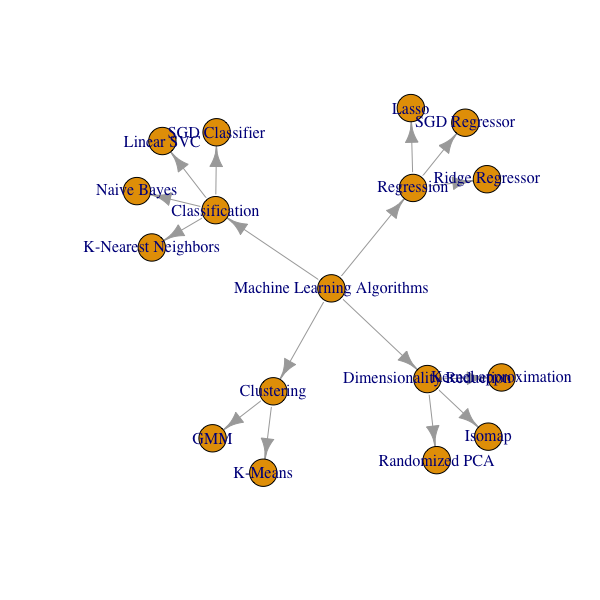 Lasso
SGD Regressor
SGD Classifier
Linear SVC
Ridge Regressor
Regression
Naive Bayes
Classification
K-Nearest Neighbors
Machine Learning Algorithms
Dimensionality Reduction
Kernel approximation
Clustering
GMM
Isomap
Randomized PCA
K-Means